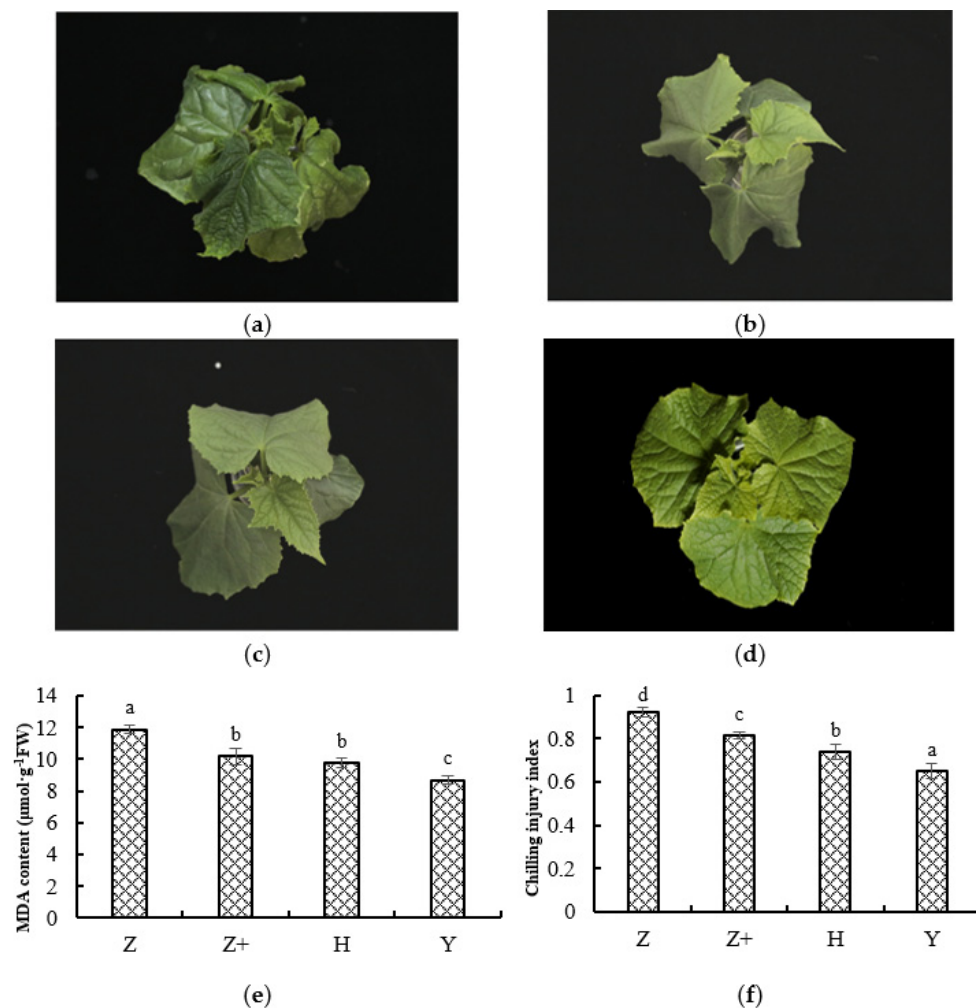 (a)
(b)
(c)
(d)
MDA content (µmol·g⁻¹FW)
14
12
10
8
6
4
2
0
a
b
b
c
Z
Z+
H
Y
(e)
Chilling injury index
1
0.8
0.6
0.4
0.2
0
d
c
b
a
Z
Z+
H
Y
(f)